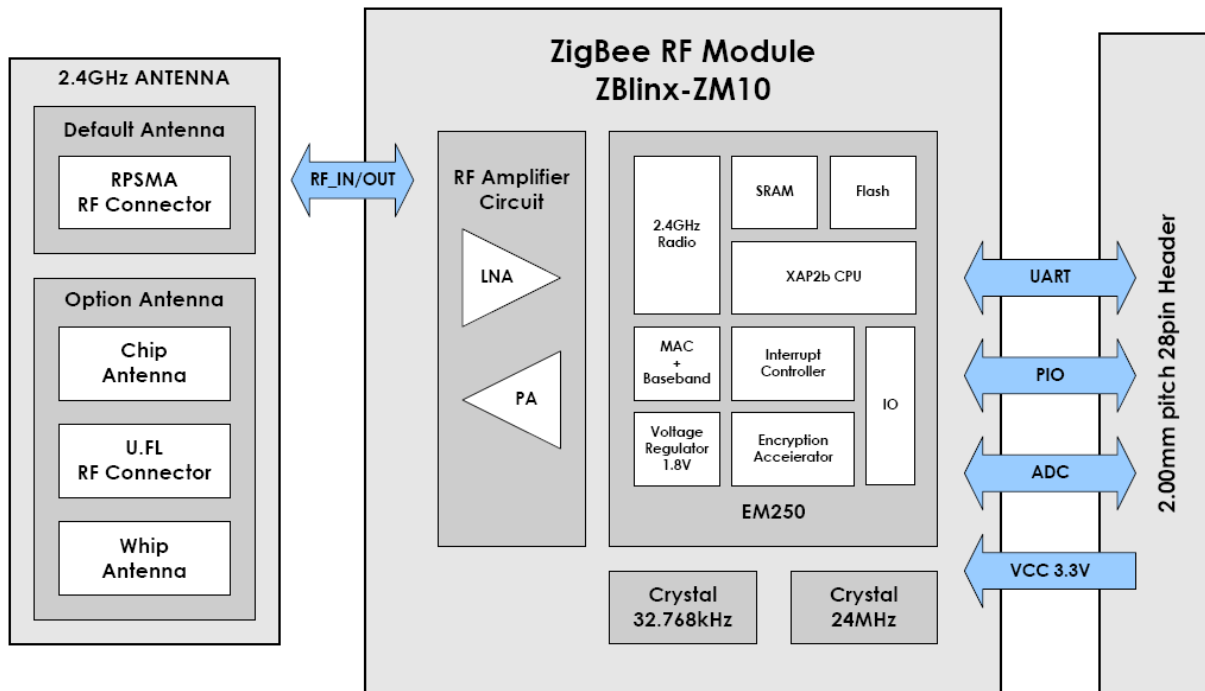 ZigBee RF Module
ZBlinx-ZM10
2.4GHz ANTENNA
Default Antenna
RPSMA
RF Connector
Option Antenna
Chip
Antenna
U.FL
RF Connector
Whip
Antenna
RF_IN/OUT
RF Amplifier
Circuit
LNA
PA
2.4GHz
Radio
SRAM
Flash
XAP2b CPU
MAC
+
Baseband
Interrupt
Controller
IO
Voltage
Regulator
1.8V
Encryption
Acceierator
EM250
Crystal
32.768kHz
Crystal
24MHz
UART
PIO
ADC
VCC 3.3V
2.00mm pitch 28pin Header